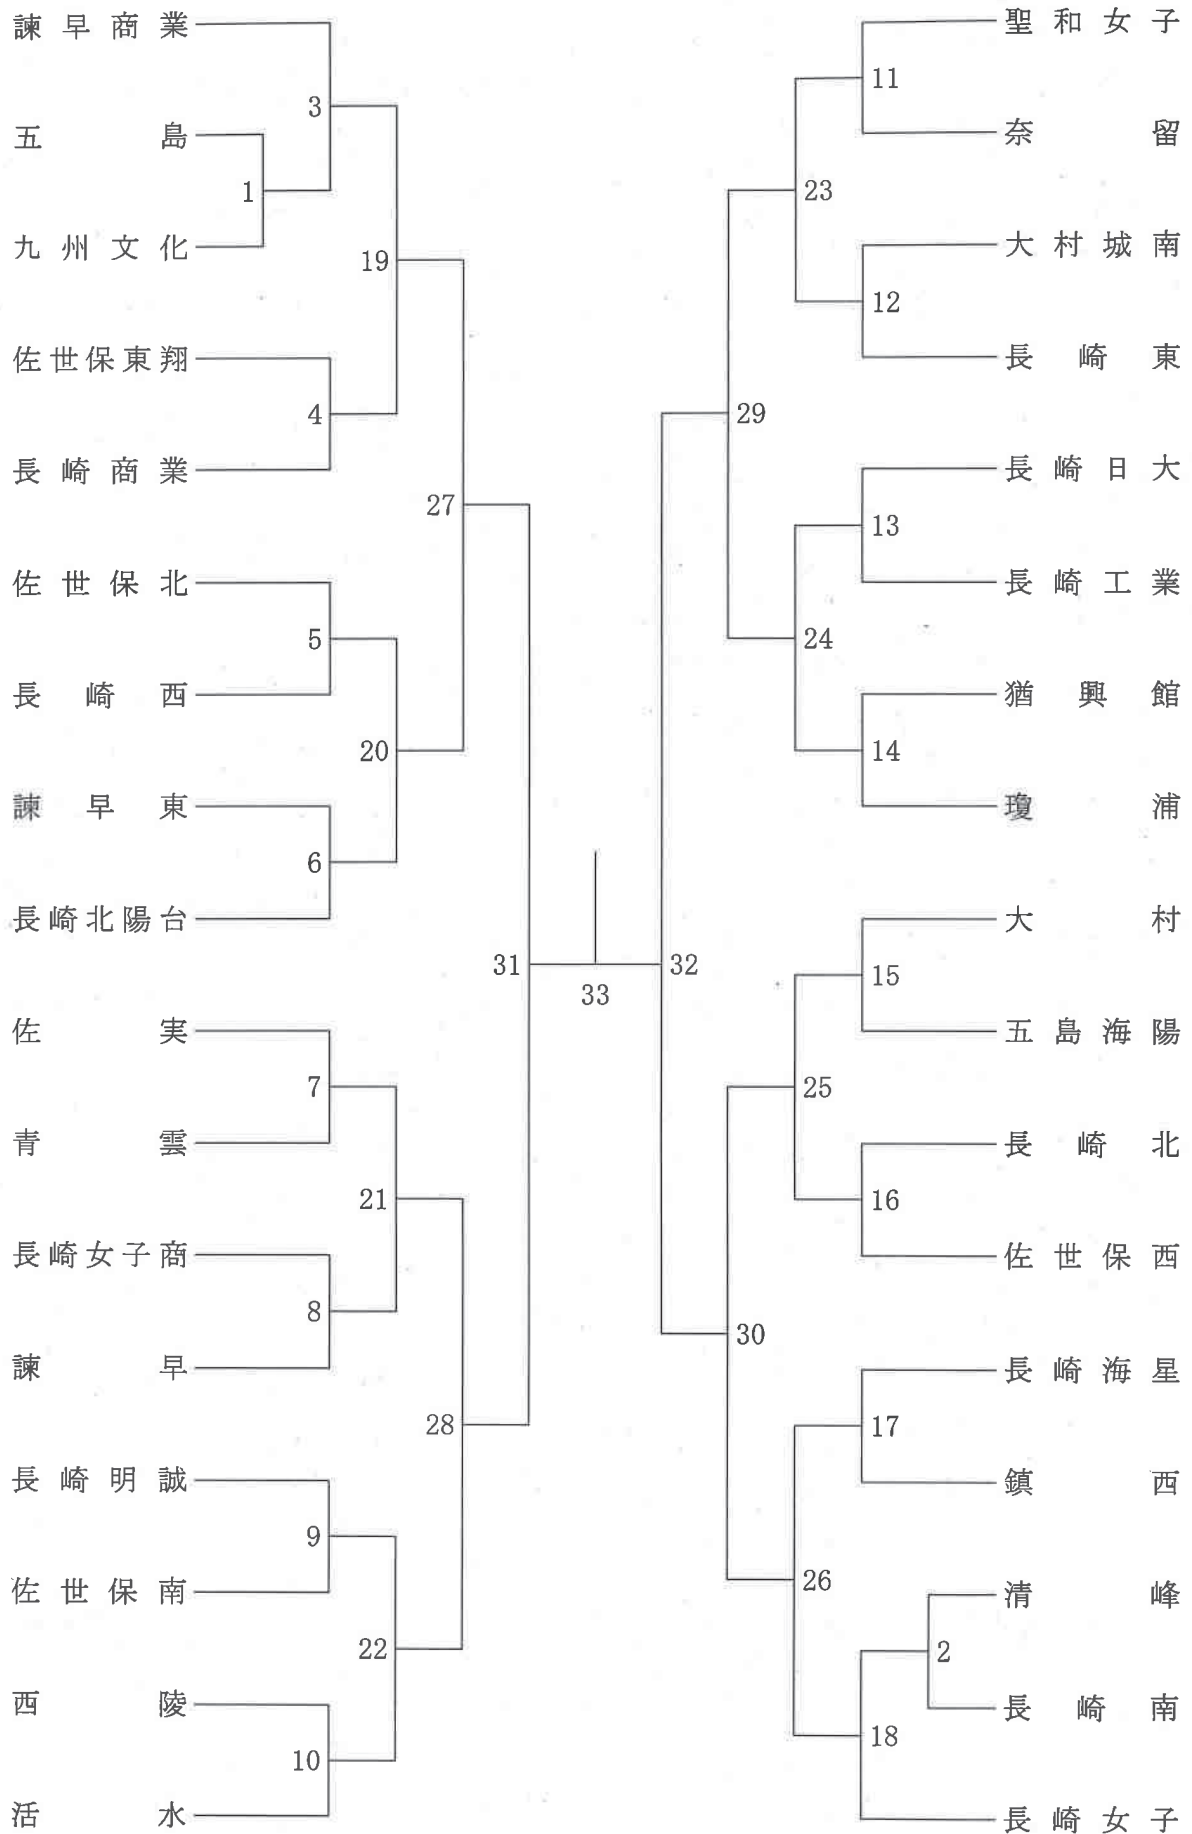 諫早商業
3
五島
1
九州文化
19
佐世保東翔
4
長崎商業
27
佐世保北
5
長崎西
20
諫早東
6
長崎北陽台
31
佐実
7
青雲
21
長崎女子商
8
諫早
28
長崎明誠
9
佐世保南
22
西陵
10
活水
33
聖和女子
11
奈留
23
大村城南
12
長崎東
29
長崎日大
13
長崎工業
24
猶興館
14
瓊浦
32
大村
15
五島海陽
25
長崎北
16
佐世保西
30
長崎海星
17
鎮西
26
清峰
2
長崎南
18
長崎女子